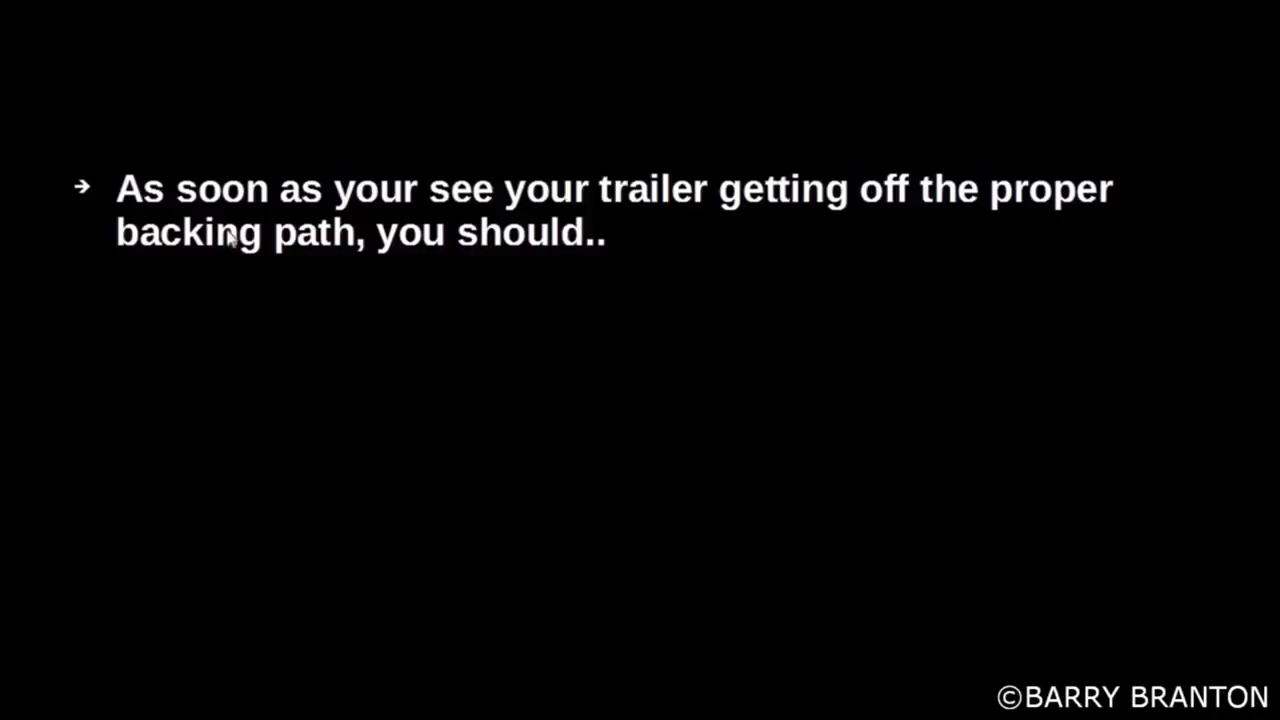 ➔ As soon as your see your trailer getting off the proper
backing path, you should..
©BARRY BRANTON